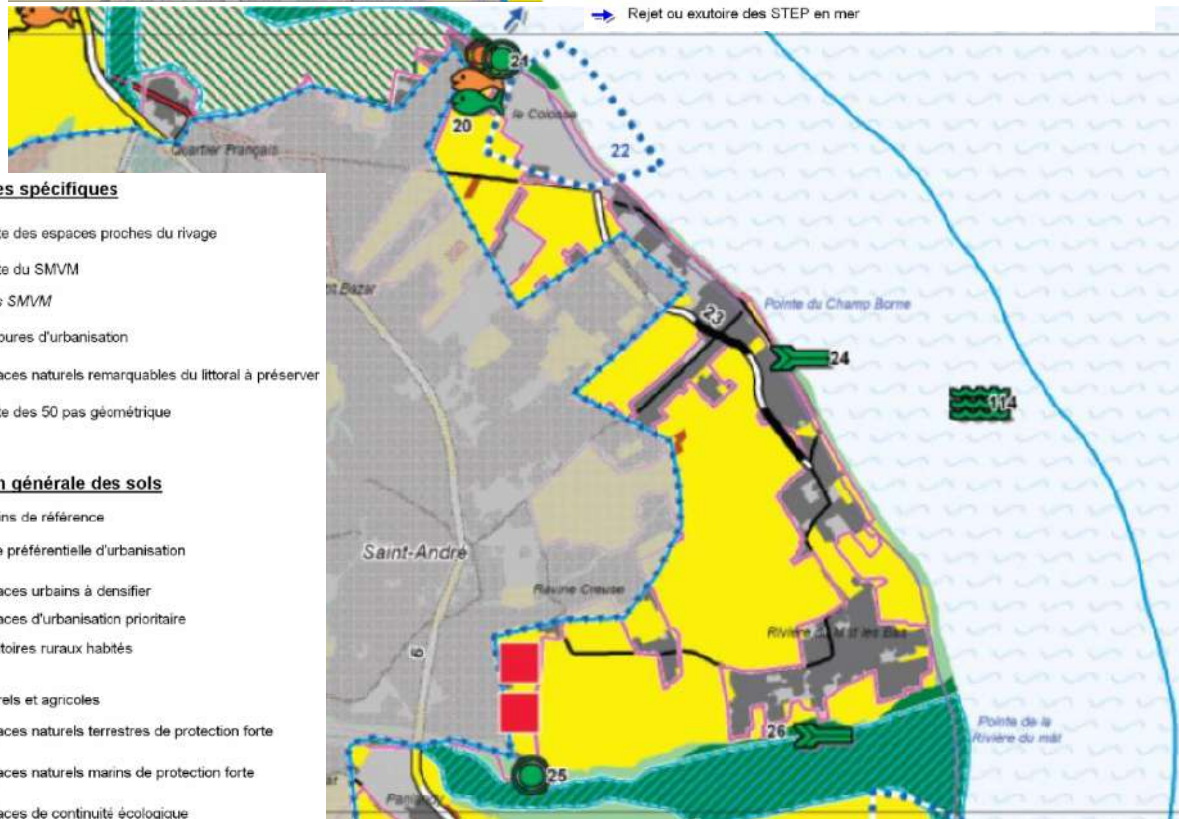 Rejet ou exutoire des STEP en mer
21
le Colosse
20
22
Quartier Français
es spécifiques
te des espaces proches du rivage
te du SMVM
s SMVM
pures d'urbanisation
aces naturels remarquables du littoral à préserver
te des 50 pas géométrique
n générale des sols
ins de référence
e préférentielle d'urbanisation
aces urbains à densifier
aces d'urbanisation prioritaire
itoires ruraux habités
rels et agricoles
aces naturels terrestres de protection forte
aces naturels marins de protection forte
aces de continuité écologique
Bazar
Pointe du Champ Borne
23
24
114
Saint-André
Ravine Creuse
Rivière du les Bas
6
26
Pointe de la
Rivière du mât
25